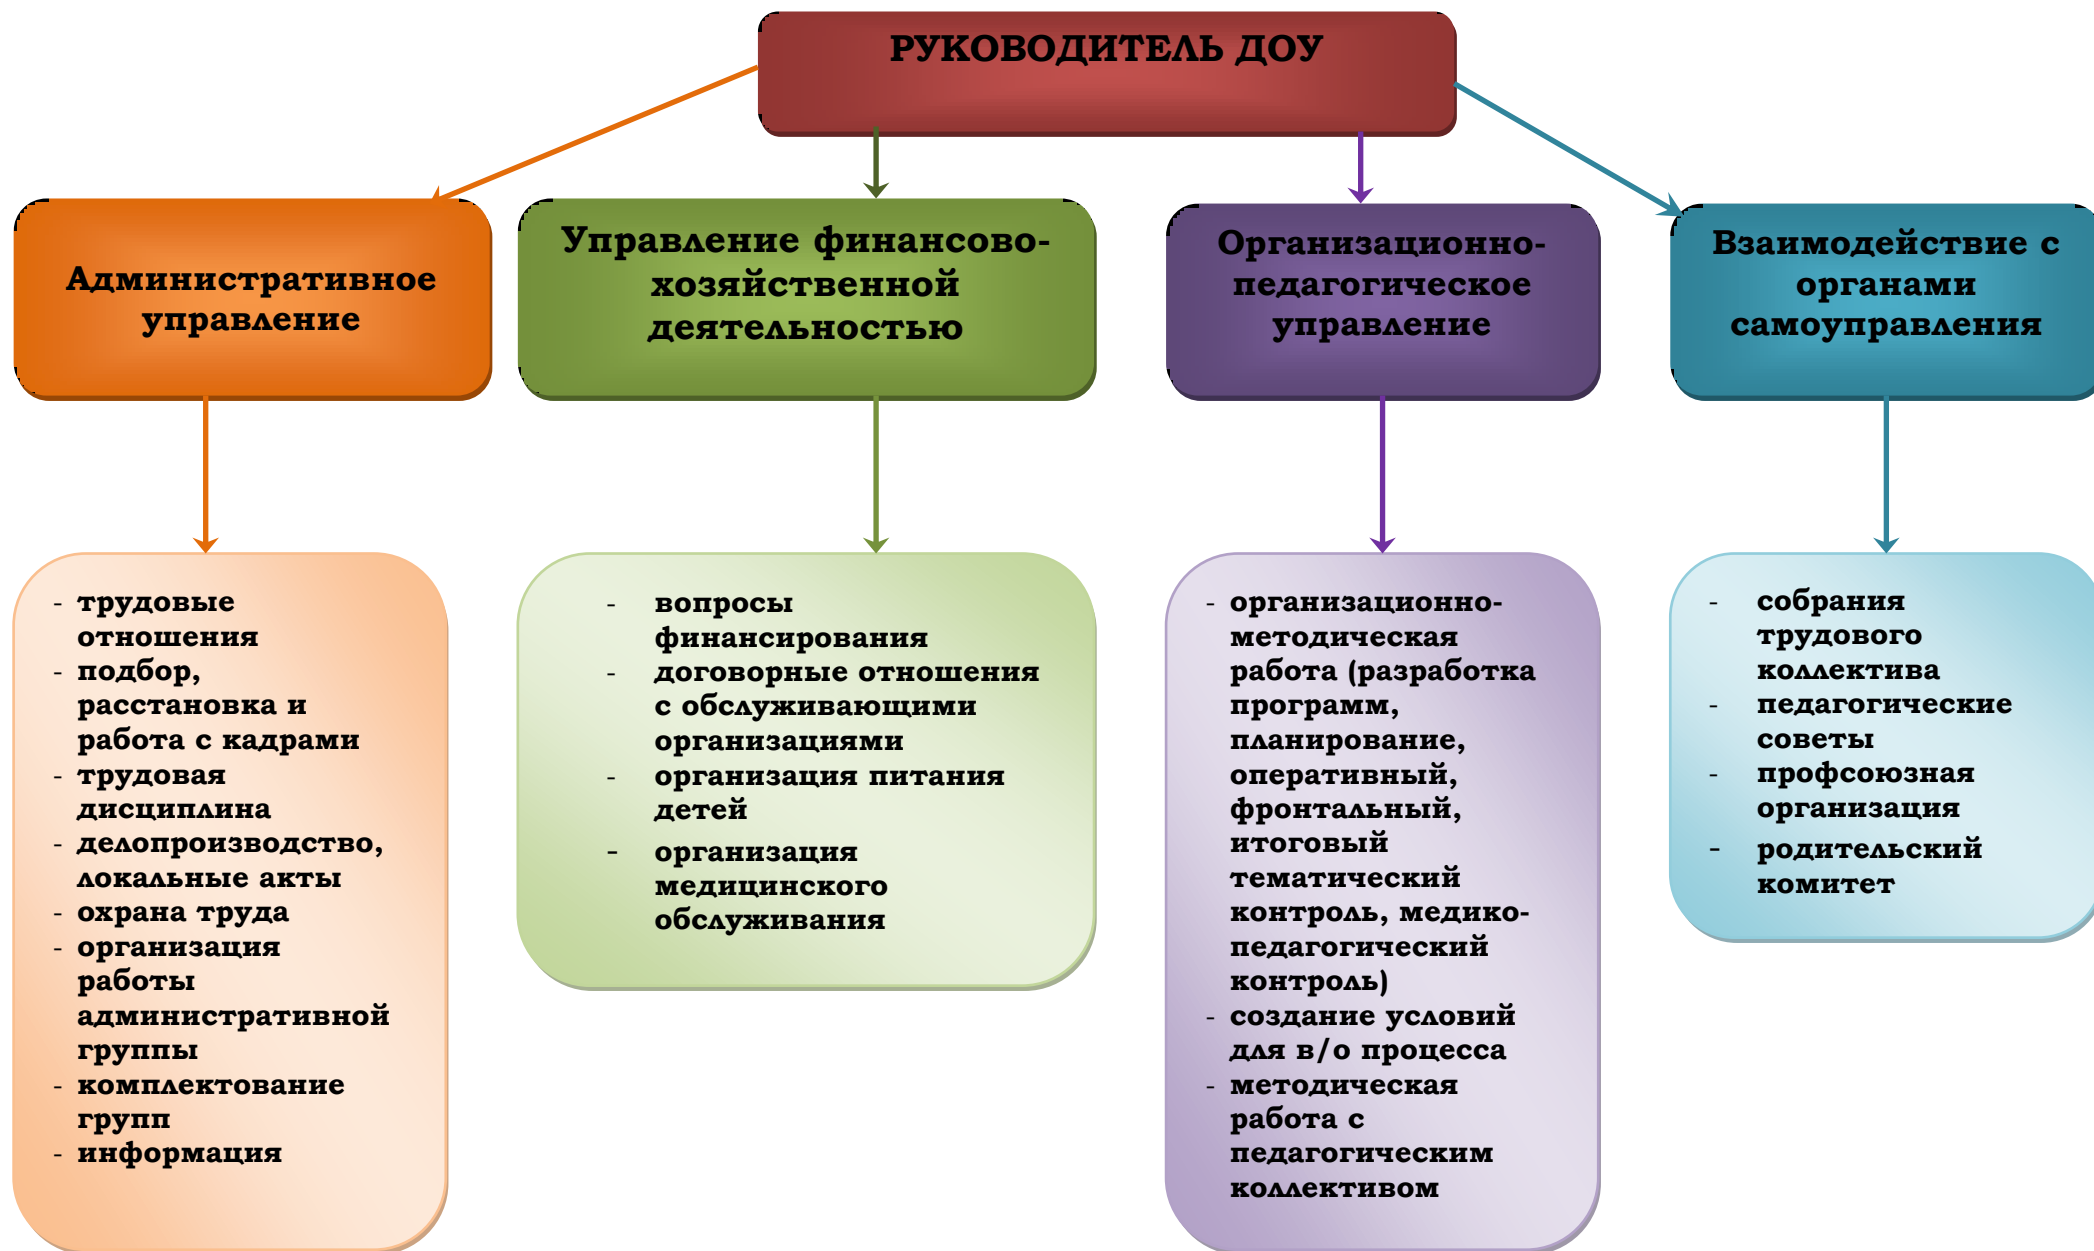 РУКОВОДИТЕЛЬ ДОУ
Административное
управление
Управление финансово-
хозяйственной
деятельностью
Организационно-
педагогическое
управление
Взаимодействие с
органами
самоуправления
- трудовые
отношения
- подбор,
расстановка и
работа с кадрами
- трудовая
дисциплина
- делопроизводство,
локальные акты
- охрана труда
- организация
работы
административной
группы
- комплектование
групп
- информация
- вопросы
финансирования
- договорные отношения
с обслуживающими
организациями
- организация питания
детей
- организация
медицинского
обслуживания
- организационно-
методическая
работа (разработка
программ,
планирование,
оперативный,
фронтальный,
итоговый
тематический
контроль, медико-
педагогический
контроль)
- создание условий
для в/о процесса
- методическая
работа с
педагогическим
коллективом
- собрания
трудового
коллектива
- педагогические
советы
- профсоюзная
организация
- родительский
комитет